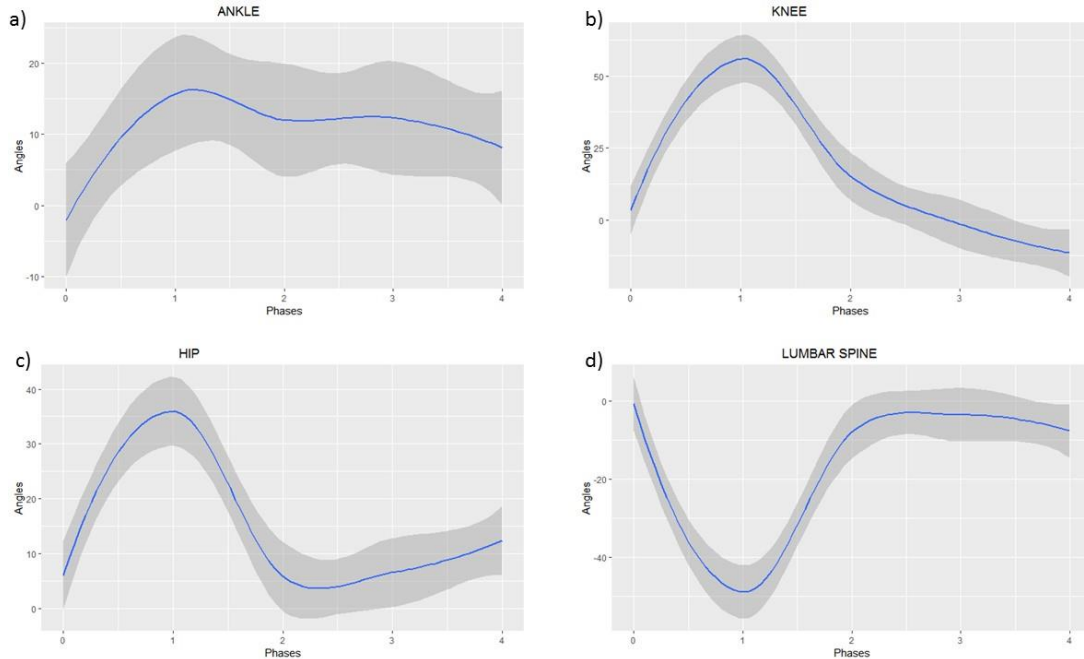 a) ANKLE
20
10
0
-10
Angles
0 1 2 3 4
Phases
b) KNEE
50
25
0
Angles
0 1 2 3 4
Phases
c) HIP
40
30
20
10
0
Angles
0 1 2 3 4
Phases
d) LUMBAR SPINE
0
-20
-40
Angles
0 1 2 3 4
Phases